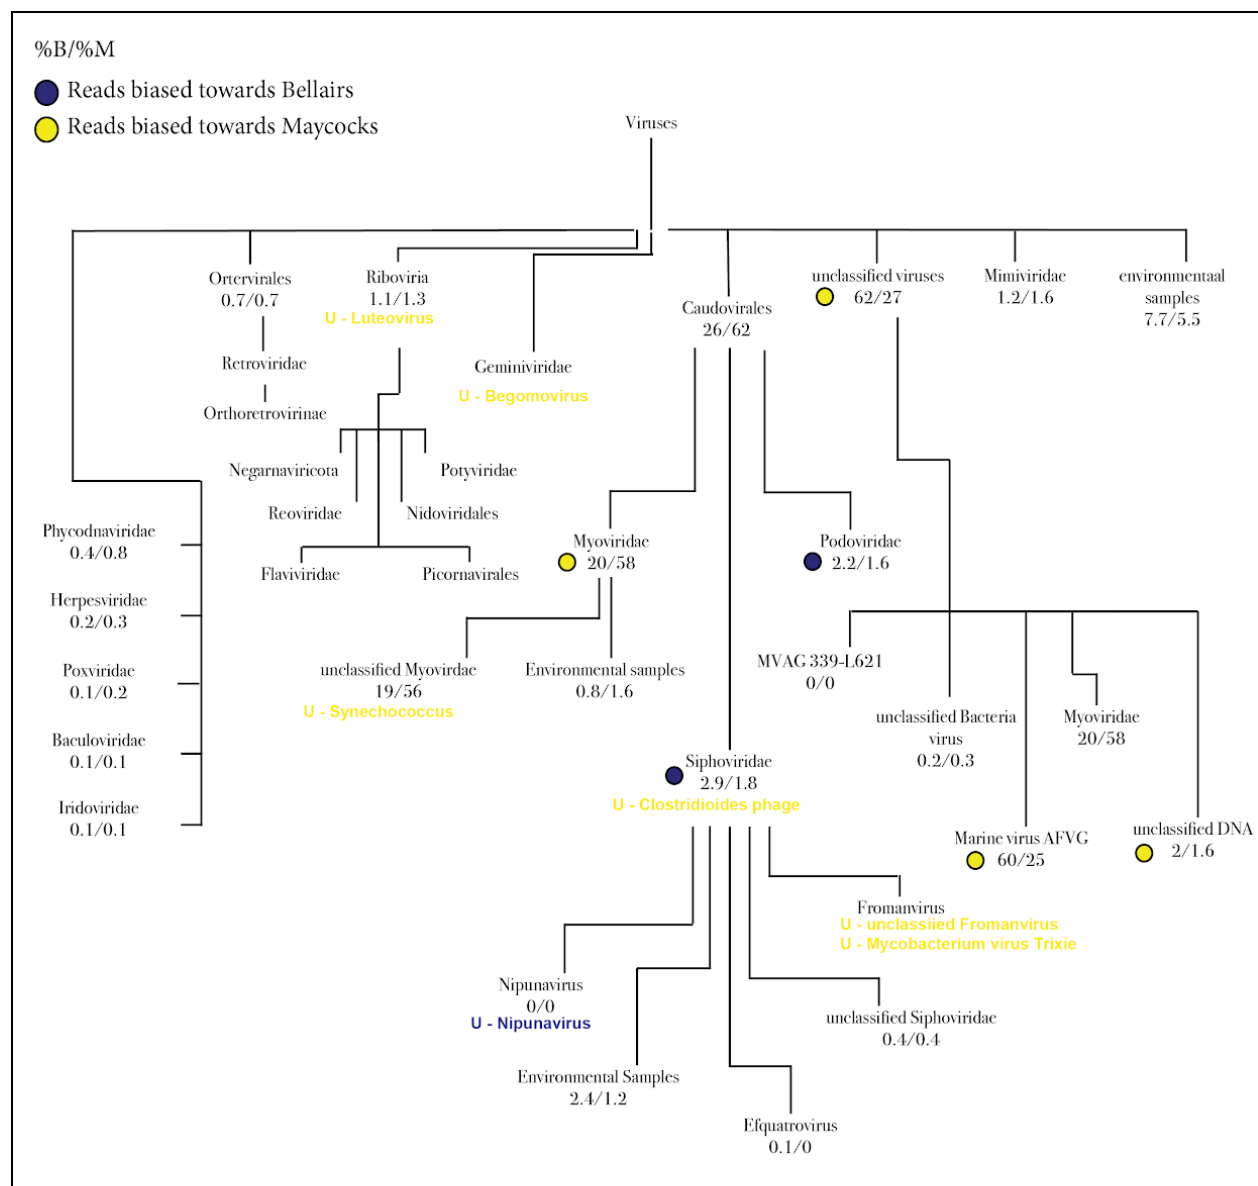 %B/%M
Reads biased towards Bellairs
Reads biased towards Maycocks
Viruses
Ortervirales
0.7/0.7
Riboviria
1.1/1.3
U - Luteovirus
Caudovirales
26/62
unclassified viruses
62/27
Mimiviridae
1.2/1.6
environmentaal
samples
7.7/5.5
Retroviridae
Orthoretrovirinae
Geminiviridae
U - Begomovirus
Negarnaviricota
Potyviridae
Reoviridae
Nidoviridales
Flaviviridae
Picornavirales
Phycodnaviridae
0.4/0.8
Herpesviridae
0.2/0.3
Poxviridae
0.1/0.2
Baculoviridae
0.1/0.1
Iridoviridae
0.1/0.1
Myoviridae
20/58
Podoviridae
2.2/1.6
unclassified Myovirdae
19/56
U - Synechococcus
Environmental samples
0.8/1.6
MVAG 339-L621
0/0
unclassified Bacteria
virus
0.2/0.3
Myoviridae
20/58
Siphoviridae
2.9/1.8
U - Clostridioides phage
Marine virus AFVG
60/25
unclassified DNA
2/1.6
Fromanvirus
U - unclassiied Fromanvirus
U - Mycobacterium virus Trixie
Nipunavirus
0/0
U - Nipunavirus
unclassified Siphoviridae
0.4/0.4
Environmental Samples
2.4/1.2
Efquatrovirus
0.1/0